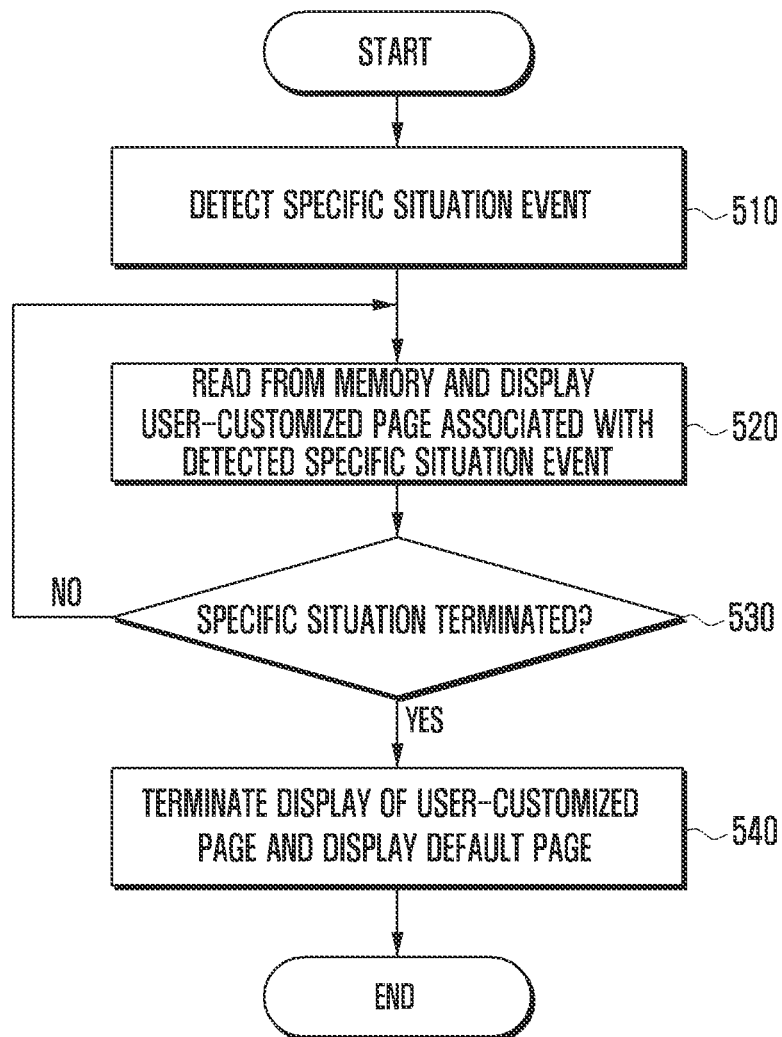 START
DETECT SPECIFIC SITUATION EVENT
510
READ FROM MEMORY AND DISPLAY
USER-CUSTOMIZED PAGE ASSOCIATED WITH
DETECTED SPECIFIC SITUATION EVENT
520
NO
SPECIFIC SITUATION TERMINATED?
530
YES
TERMINATE DISPLAY OF USER-CUSTOMIZED
PAGE AND DISPLAY DEFAULT PAGE
540
END